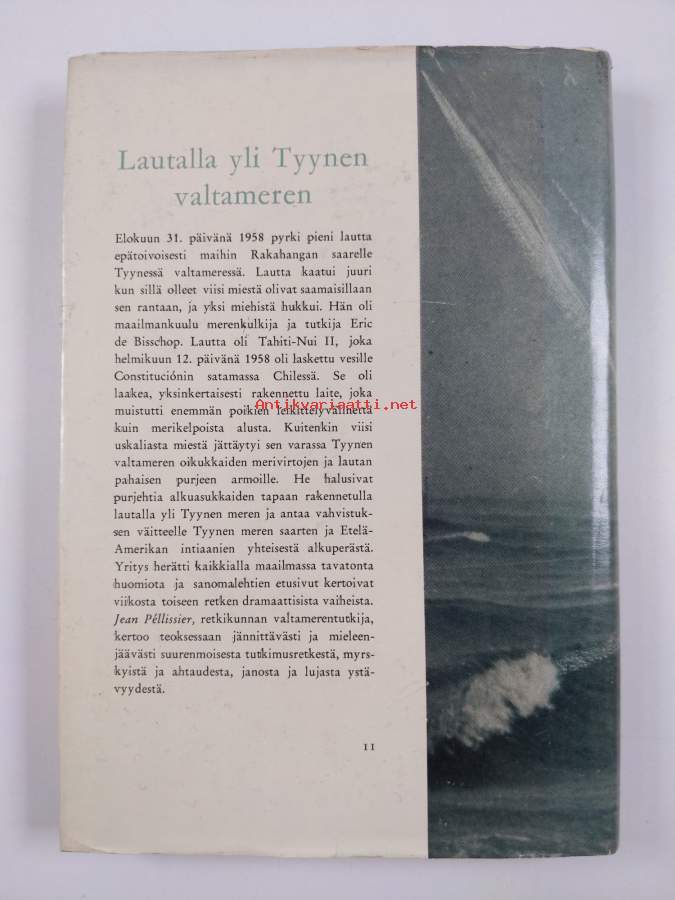 Lautalla yli Tyynen
valtameren
Elokuun 31. päivänä 1958 pyrki pieni lautta
epätoivoisesti maihin Rakahangan saarelle
Tyynessä valtameressä. Lautta kaatui juuri
kun sillä olleet viisi miestä olivat saamaisillaan
sen rantaan, ja yksi miehistä hukkui. Hän oli
maailmankuulu merenkulkija ja tutkija Eric
de Bisschop. Lautta oli Tahiti-Nui II, joka
helmikuun 12. päivänä 1958 oli laskettu vesille
Constituciónin satamassa Chilessä. Se oli
laakea, yksinkertaisesti rakennettu laite, joka
Antikvariaatti.net
muistutti enemmän poikien leikittelyvälinettä
kuin merikelpoista alusta. Kuitenkin viisi
uskaliasta miestä jättäytyi sen varassa Tyynen
valtameren oikukkaiden merivirtojen ja lautan
pahaisen purjeen armoille. He halusivat
purjehtia alkuasukkaiden tapaan rakennetulla
lautalla yli Tyynen meren ja antaa vahvistuk-
sen väitteelle Tyynen meren saarten ja Etelä-
Amerikan intiaanien yhteisestä alkuperästä.
Yritys herätti kaikkialla maailmassa tavatonta
huomiota ja sanomalehtien etusivut kertoivat
viikosta toiseen retken dramaattisista vaiheista.
Jean Péllissier, retkikunnan valtamerentutkija,
kertoo teoksessaan jännittävästi ja mieleen-
jäävästi suurenmoisesta tutkimusretkestä, myrs-
kyistä ja ahtaudesta, janosta ja lujasta ystä-
vyydestä.
11